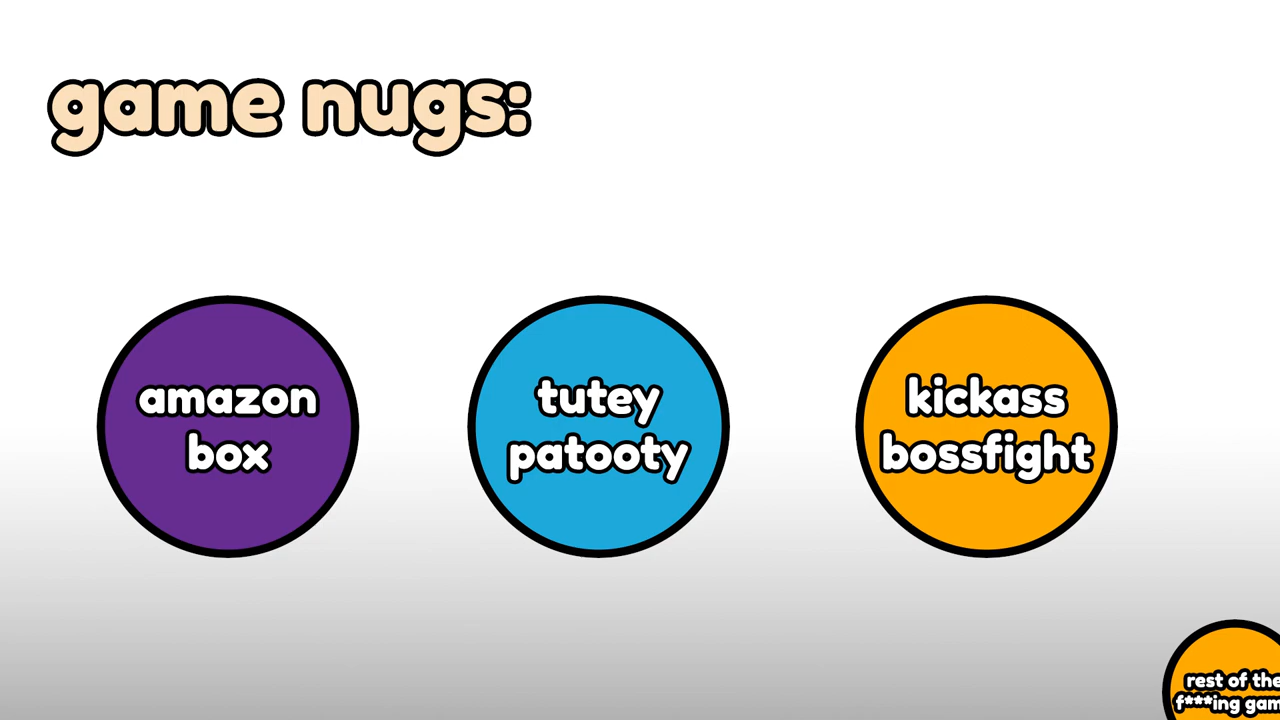 game nugs:
amazon
box
tutey
patooty
kickass
bossfight
rest of the
f***ing gam